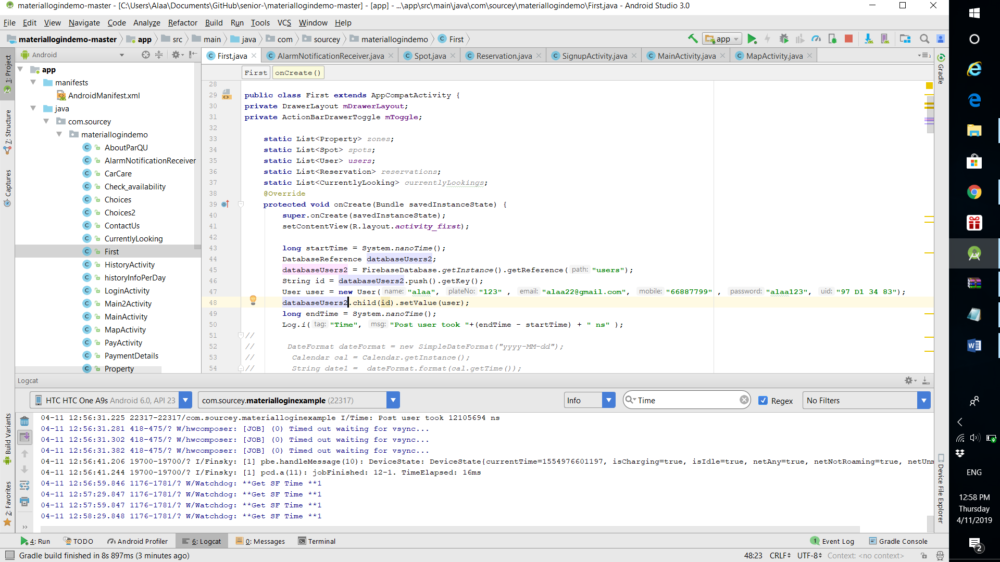 materiallogindemo-master - [C:\Users\Alaa\Documents\GitHub\senior-\materiallogindemo-master] - [app] - ...\app\src\main\java\com\sourcey\materiallogindemo\First.java - Android Studio 3.0
File Edit View Navigate Code Analyze Refactor Build Run Tools VCS Window Help
materiallogindemo-master app src main java com sourcey materiallogindemo First
app
Android
First.java AlarmNotificationReceiver.java Spot.java Reservation.java SignupActivity.java MainActivity.java MapActivity.java
3
1: Project
7: Structure
Captures
Build Variants
2: Favorites
Gradle
Device File Explorer
app
manifests
AndroidManifest.xml
java
com.sourcey
materiallogindemo
AboutParQU
AlarmNotificationReceiver
CarCare
Check_availability
Choices
Choices2
ContactUs
CurrentlyLooking
First
HistoryActivity
historyInfoPerDay
LoginActivity
Main2Activity
MainActivity
MapActivity
PayActivity
PaymentDetails
Property
First onCreate()
28
29 public class First extends AppCompatActivity {
30 private DrawerLayout mDrawerLayout;
31 private ActionBarDrawerToggle mToggle;
32
33 static List<Property> zones;
34 static List<Spot> spots;
35 static List<User> users;
36 static List<Reservation> reservations;
37 static List<CurrentlyLooking> currentlyLookings;
38 @Override
39 protected void onCreate(Bundle savedInstanceState) {
40 super.onCreate(savedInstanceState);
41 setContentView(R.layout.activity_first);
42
43 long startTime = System.nanoTime();
44 DatabaseReference databaseUsers2;
45 databaseUsers2 = FirebaseDatabase.getInstance().getReference( path: "users");
46 String id = databaseUsers2.push().getKey();
47 User user = new User( name: "alaa", plateNo: "123" , email: "alaa22@gmail.com", mobile: "66887799" , password: "alaa123", uid: "97 D1 34 83");
48 databaseUsers2.child(id).setValue(user);
49 long endTime = System.nanoTime();
50 Log.i( tag: "Time", msg: "Post user took "+(endTime - startTime) + " ns" );
51 //
52 // DateFormat dateFormat = new SimpleDateFormat("yyyy-MM-dd");
53 // Calendar cal = Calendar.getInstance();
54 // String date1 = dateFormat.format(cal.getTime());
Logcat
HTC HTC One A9s Android 6.0, API 23 com.sourcey.materialloginexample (22317) Info Time Regex No Filters
04-11 12:56:31.225 22317-22317/com.sourcey.materialloginexample I/Time: Post user took 12105694 ns
04-11 12:56:31.281 418-475/? W/hwcomposer: [JOB] (0) Timed out waiting for vsync...
04-11 12:56:31.302 418-475/? W/hwcomposer: [JOB] (0) Timed out waiting for vsync...
04-11 12:56:31.382 418-475/? W/hwcomposer: [JOB] (0) Timed out waiting for vsync...
04-11 12:56:41.206 19700-19700/? I/Finsky: [1] pbe.handleMessage(10): DeviceState: DeviceState{currentTime=1554976601197, isCharging=true, isIdle=true, netAny=true, netNotRoaming=true, netUnm
04-11 12:56:41.244 19700-19700/? I/Finsky: [1] pcd.a(11): jobFinished: 12-1. TimeElapsed: 16ms
04-11 12:56:59.846 1176-1781/? W/Watchdog: **Get SF Time **1
04-11 12:57:29.847 1176-1781/? W/Watchdog: **Get SF Time **1
04-11 12:57:59.847 1176-1781/? W/Watchdog: **Get SF Time **1
04-11 12:58:29.848 1176-1781/? W/Watchdog: **Get SF Time **1
4: Run TODO Android Profiler 6: Logcat 0: Messages Terminal 1 Event Log Gradle Console
Gradle build finished in 8s 897ms (3 minutes ago) 48:23 CRLF UTF-8 Context: <no context>
ENG
12:58 PM
Thursday
4/11/2019
2